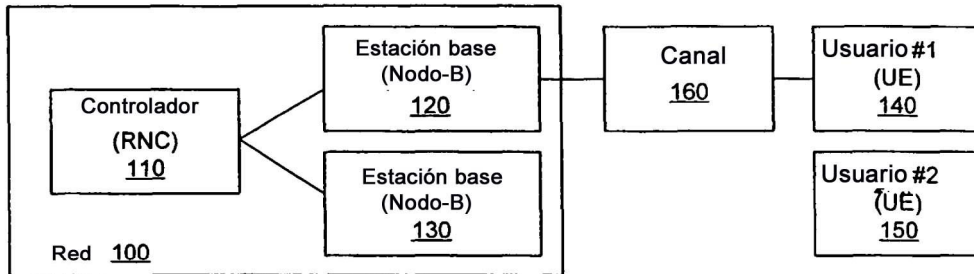 Controlador
(RNC)
110
Estación base
(Nodo-B)
120
Estación base
(Nodo-B)
130
Red 100
Canal
160
Usuario #1
(UE)
140
Usuario #2
(UE)
150